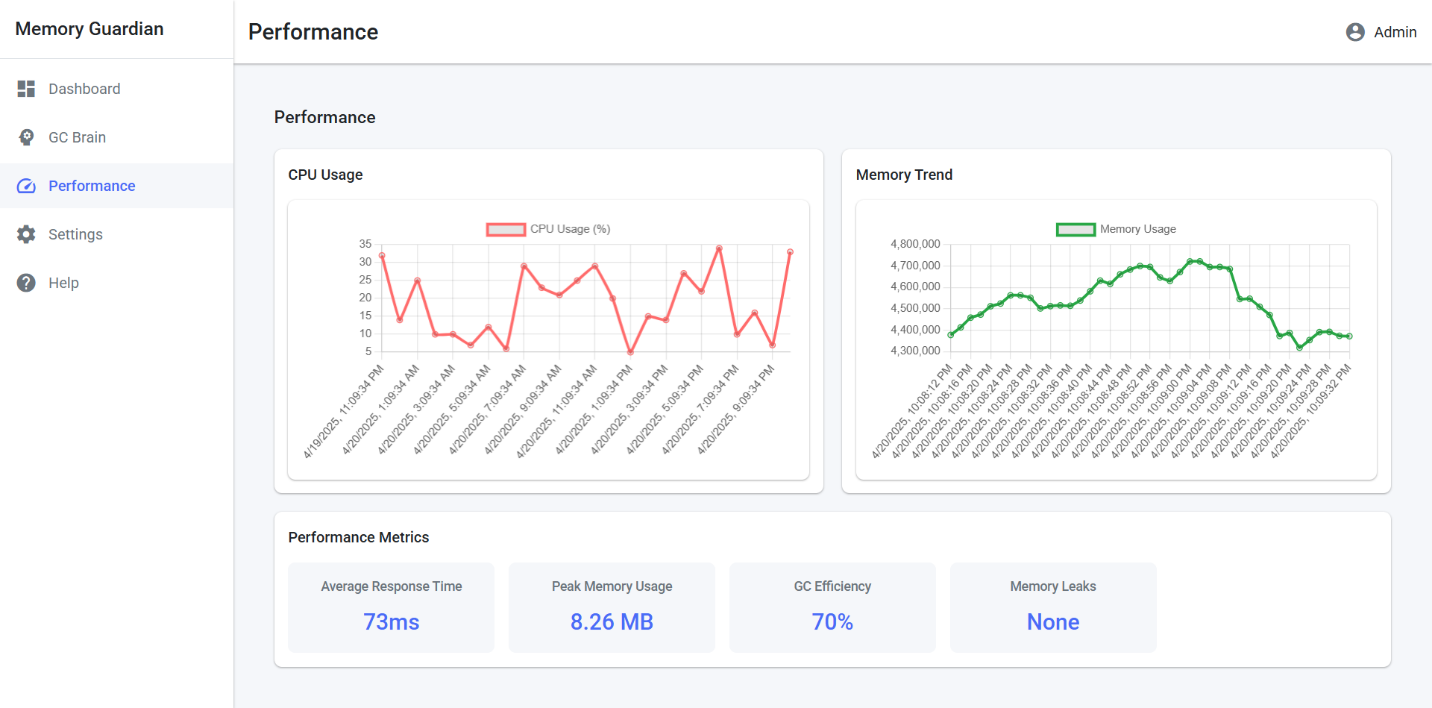 Memory Guardian
Dashboard
GC Brain
Performance
Settings
Help
Performance
Admin
Performance
CPU Usage
CPU Usage (%)
35
30
25
20
15
10
5
4/19/2025, 11:09:34 PM
4/20/2025, 1:09:34 AM
4/20/2025, 3:09:34 AM
4/20/2025, 5:09:34 AM
4/20/2025, 7:09:34 AM
4/20/2025, 9:09:34 AM
4/20/2025, 11:09:34 AM
4/20/2025, 1:09:34 PM
4/20/2025, 3:09:34 PM
4/20/2025, 5:09:34 PM
4/20/2025, 7:09:34 PM
4/20/2025, 9:09:34 PM
Memory Trend
Memory Usage
4,800,000
4,700,000
4,600,000
4,500,000
4,400,000
4,300,000
4/20/2025, 10:08:12 PM
4/20/2025, 10:08:16 PM
4/20/2025, 10:08:20 PM
4/20/2025, 10:08:24 PM
4/20/2025, 10:08:28 PM
4/20/2025, 10:08:32 PM
4/20/2025, 10:08:36 PM
4/20/2025, 10:08:40 PM
4/20/2025, 10:08:44 PM
4/20/2025, 10:08:48 PM
4/20/2025, 10:08:52 PM
4/20/2025, 10:08:56 PM
4/20/2025, 10:09:00 PM
4/20/2025, 10:09:04 PM
4/20/2025, 10:09:08 PM
4/20/2025, 10:09:12 PM
4/20/2025, 10:09:16 PM
4/20/2025, 10:09:20 PM
4/20/2025, 10:09:24 PM
4/20/2025, 10:09:28 PM
4/20/2025, 10:09:32 PM
Performance Metrics
Average Response Time
73ms
Peak Memory Usage
8.26 MB
GC Efficiency
70%
Memory Leaks
None